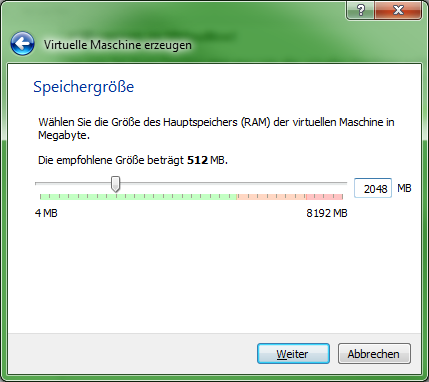 ?
Virtuelle Maschine erzeugen
Speichergröße
Wählen Sie die Größe des Hauptspeichers (RAM) der virtuellen Maschine in
Megabyte.
Die empfohlene Größe beträgt 512 MB.
2048 MB
4 MB 8192 MB
Weiter Abbrechen